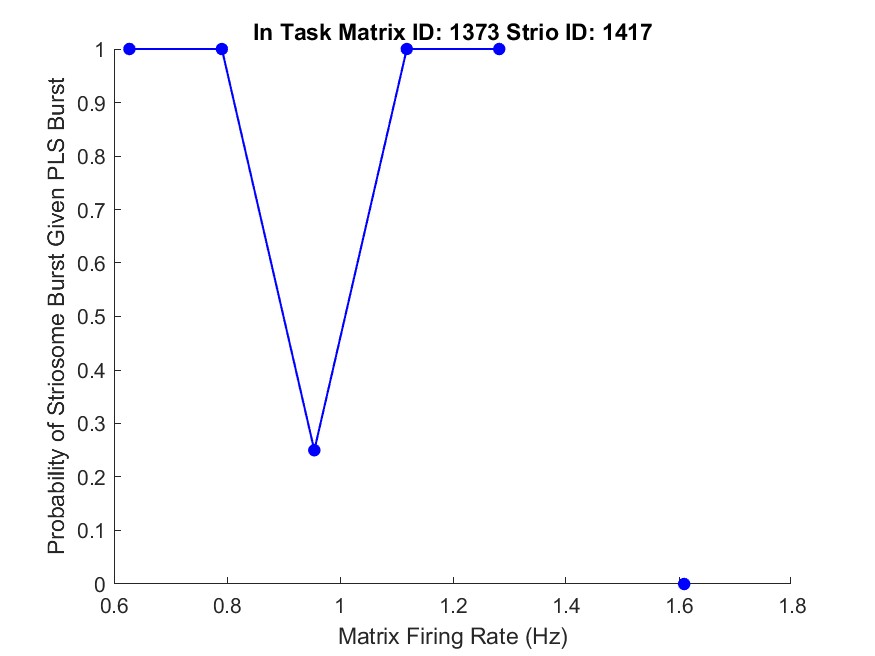 In Task Matrix ID: 1373 Strio ID: 1417
Probability of Striosome Burst Given PLS Burst
1
0.9
0.8
0.7
0.6
0.5
0.4
0.3
0.2
0.1
0
0.6 0.8 1 1.2 1.4 1.6 1.8
Matrix Firing Rate (Hz)